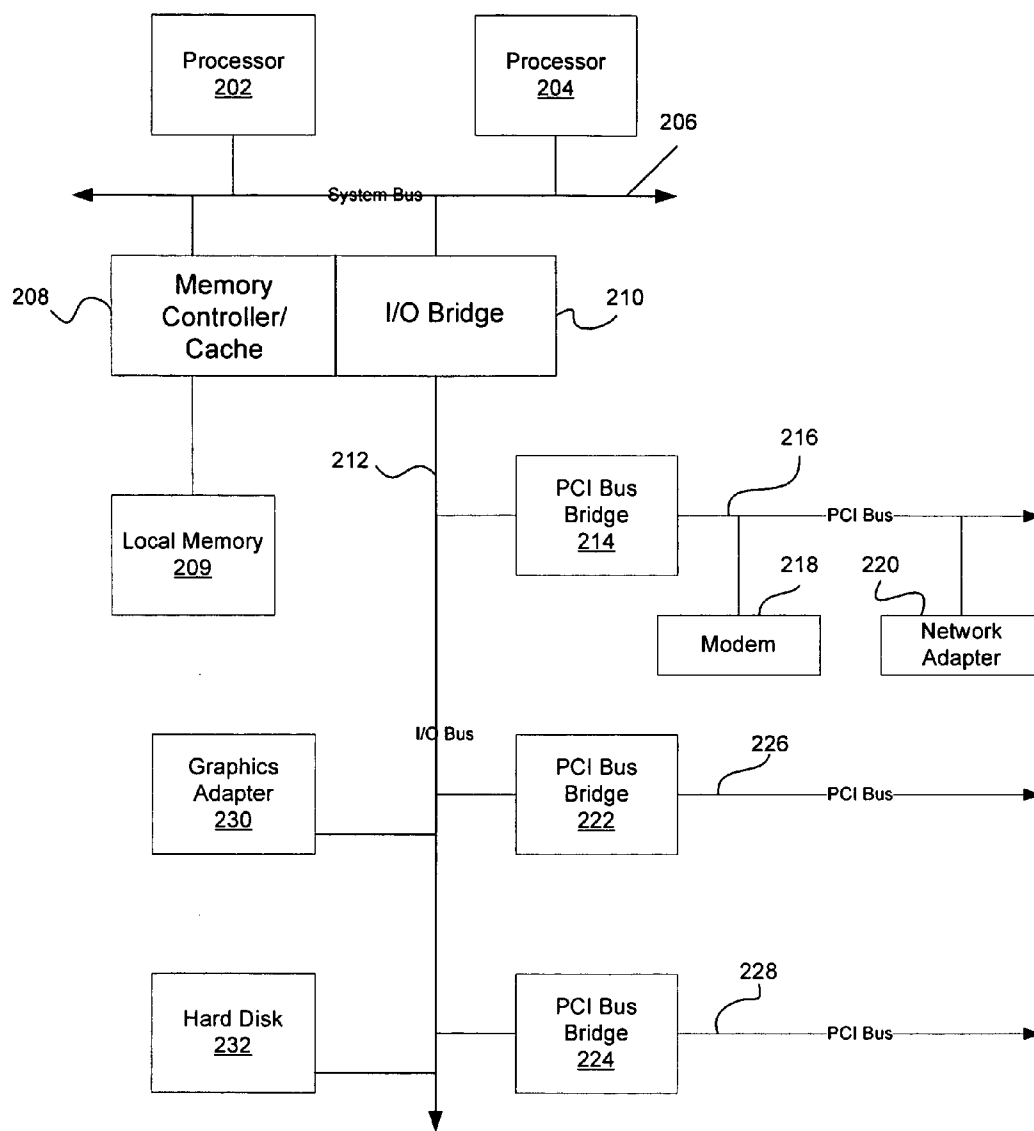 Processor
202
Processor
204
206
System Bus
208
Memory
Controller/
Cache
I/O Bridge
210
212
PCI Bus
Bridge
214
216
PCI Bus
Local Memory
209
218
220
Modem
Network
Adapter
I/O Bus
Graphics
Adapter
230
PCI Bus
Bridge
222
226
PCI Bus
Hard Disk
232
PCI Bus
Bridge
224
228
PCI Bus